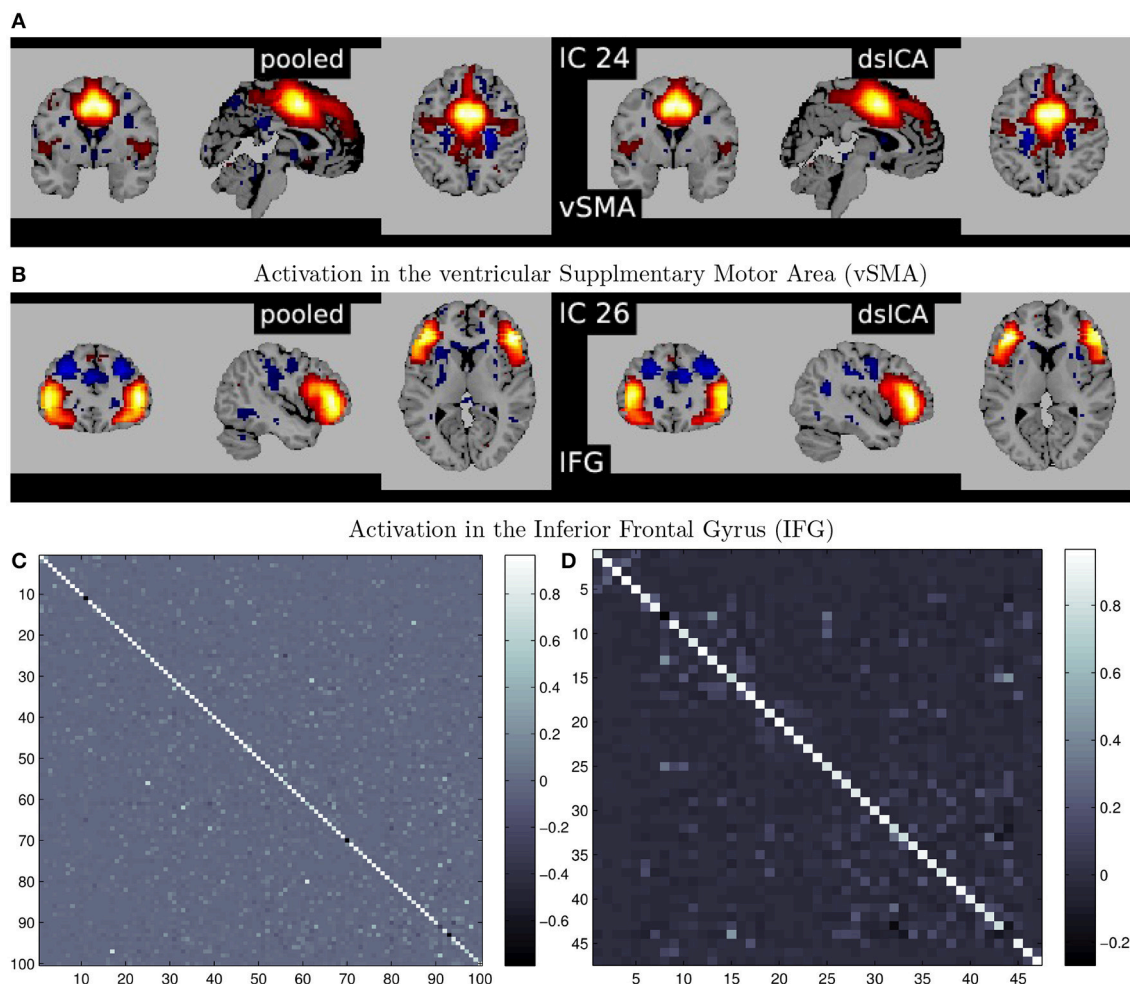 A
pooled
IC 24
dsICA
vSMA
B
Activation in the ventricular Supplmentary Motor Area (vSMA)
pooled
IC 26
dsICA
IFG
Activation in the Inferior Frontal Gyrus (IFG)
C
10
20
30
40
50
60
70
80
90
100
10 20 30 40 50 60 70 80 90 100
0.8
0.6
0.4
0.2
0
−0.2
−0.4
−0.6
D
5
10
15
20
25
30
35
40
45
5 10 15 20 25 30 35 40 45
0.8
0.6
0.4
0.2
0
−0.2